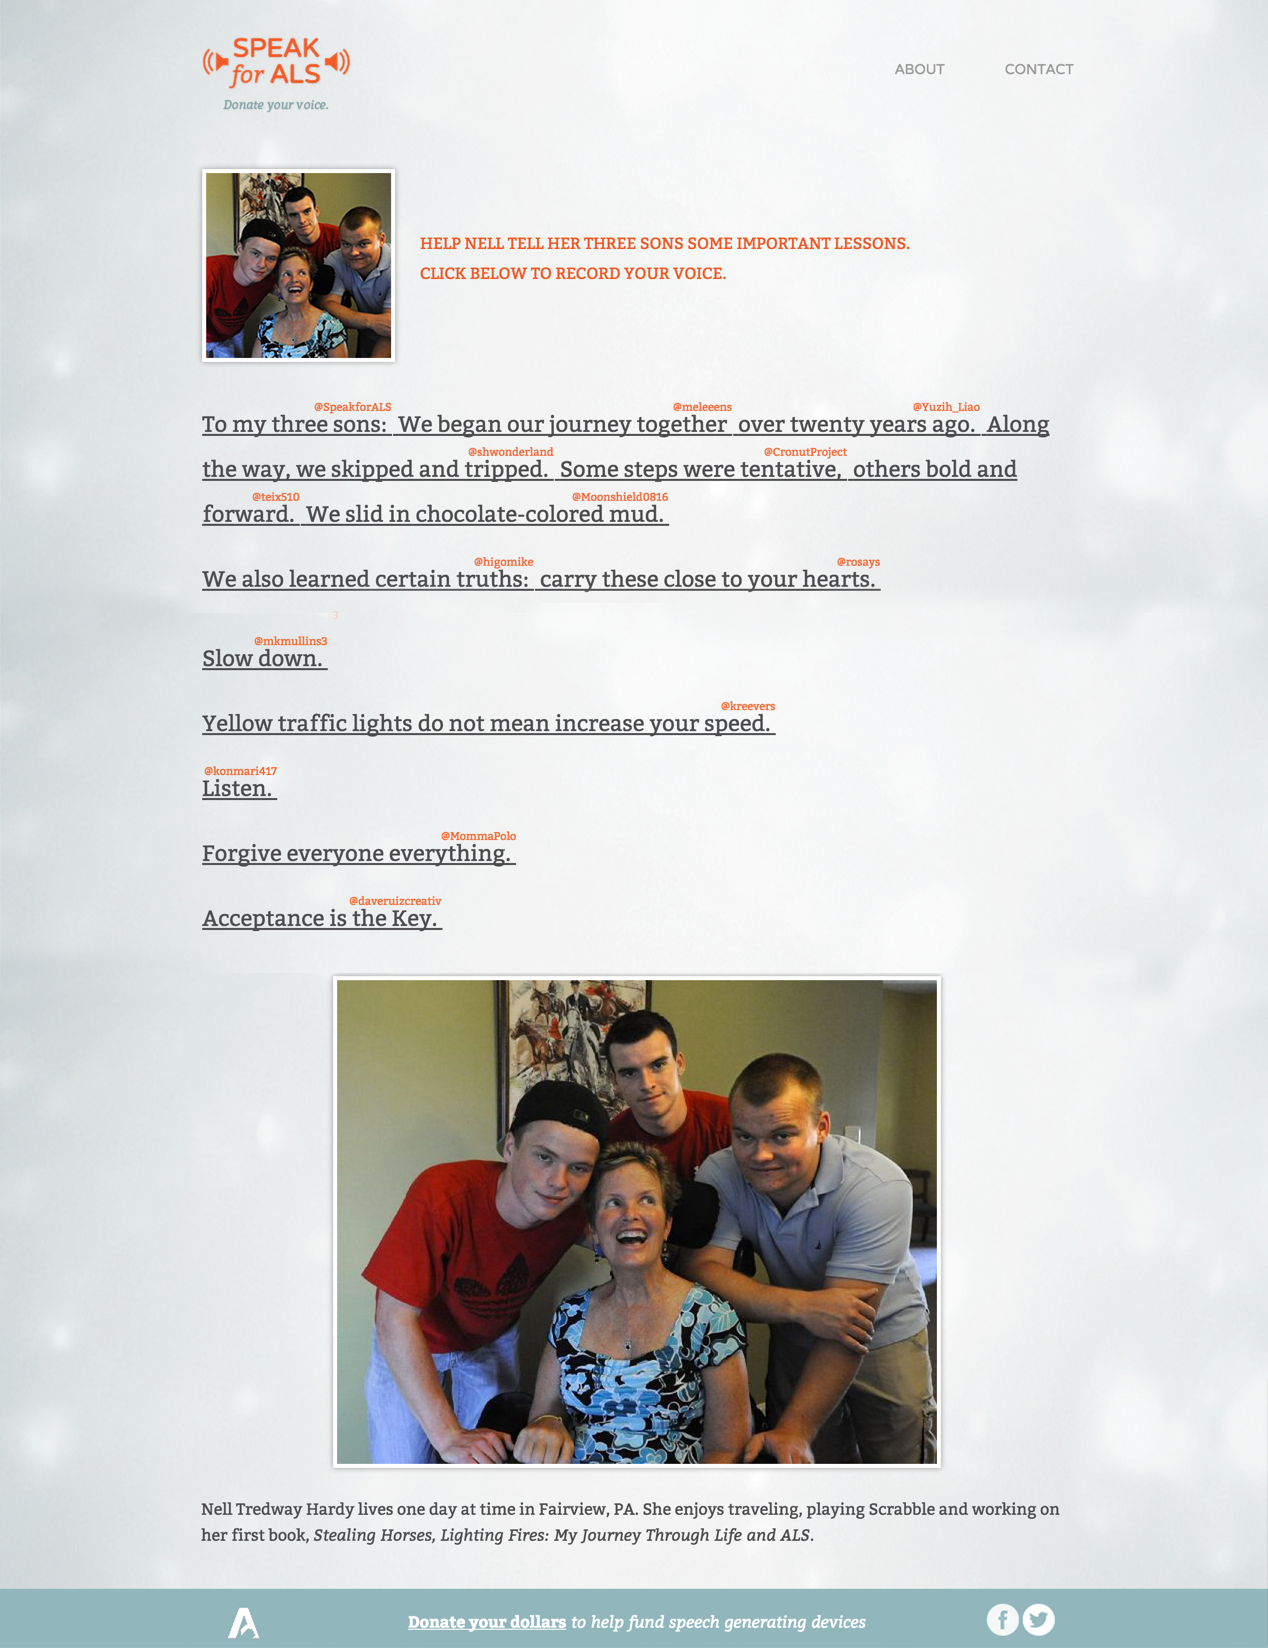 SPEAK
for ALS
Donate your voice.
ABOUT CONTACT
HELP NELL TELL HER THREE SONS SOME IMPORTANT LESSONS.
CLICK BELOW TO RECORD YOUR VOICE.
@SpeakforALS @meleeens @Yuzih_Liao
To my three sons: We began our journey together over twenty years ago. Along
@shwonderland @CronutProject
the way, we skipped and tripped. Some steps were tentative, others bold and
@teix510 @Moonshield0816
forward. We slid in chocolate-colored mud.
@higomike @rosays
We also learned certain truths: carry these close to your hearts.
3
@mkmullins3
Slow down.
@kreevers
Yellow traffic lights do not mean increase your speed.
@konmari417
Listen.
@MommaPolo
Forgive everyone everything.
@daveruizcreativ
Acceptance is the Key.
Nell Tredway Hardy lives one day at time in Fairview, PA. She enjoys traveling, playing Scrabble and working on
her first book, Stealing Horses, Lighting Fires: My Journey Through Life and ALS.
Donate your dollars to help fund speech generating devices